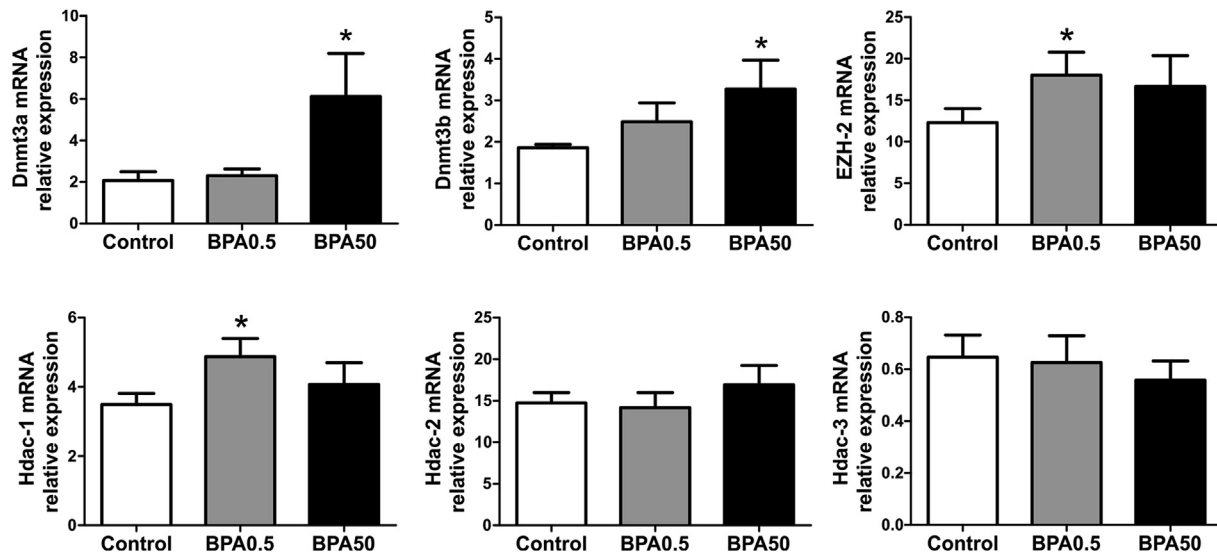 Dnmt3a mRNA
relative expression
10
8
6
4
2
0
*
Control BPA0.5 BPA50
Dnmt3b mRNA
relative expression
5
4
3
2
1
0
*
Control BPA0.5 BPA50
EZH-2 mRNA
relative expression
25
20
15
10
5
0
*
Control BPA0.5 BPA50
Hdac-1 mRNA
relative expression
6
4
2
0
*
Control BPA0.5 BPA50
Hdac-2 mRNA
relative expression
25
20
15
10
5
0
Control BPA0.5 BPA50
Hdac-3 mRNA
relative expression
0.8
0.6
0.4
0.2
0.0
Control BPA0.5 BPA50